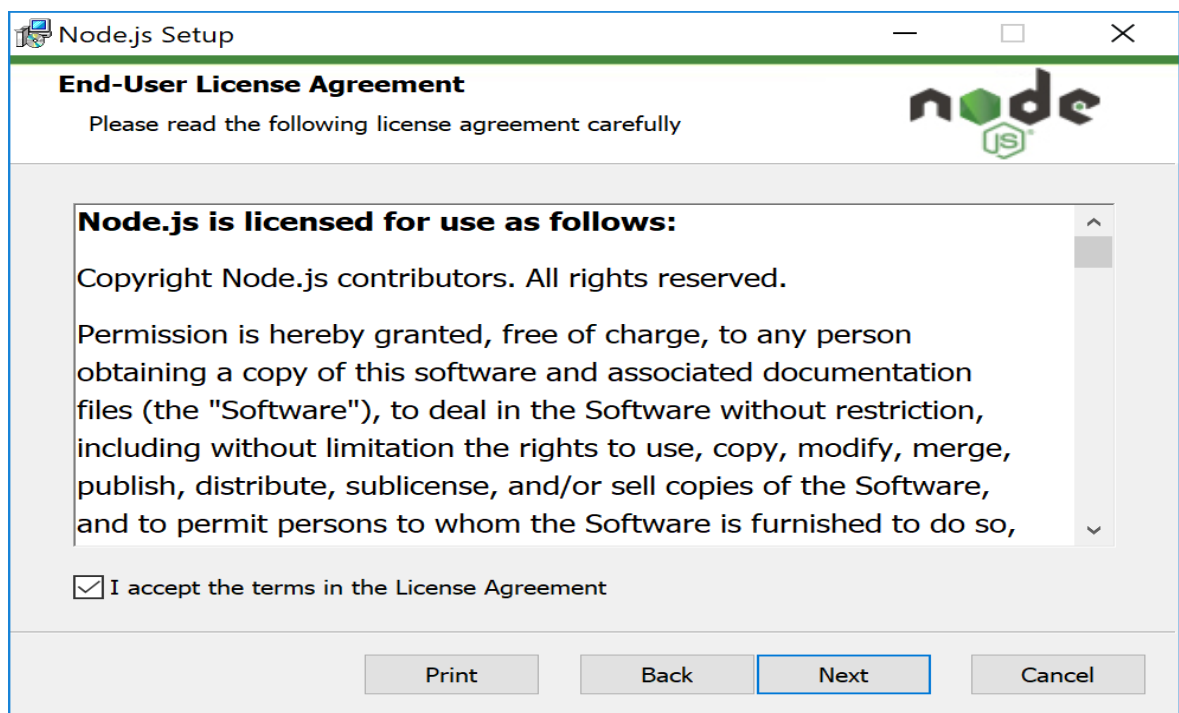 Node.js Setup
End-User License Agreement
Please read the following license agreement carefully
node
JS
Node.js is licensed for use as follows:
Copyright Node.js contributors. All rights reserved.
Permission is hereby granted, free of charge, to any person
obtaining a copy of this software and associated documentation
files (the "Software"), to deal in the Software without restriction,
including without limitation the rights to use, copy, modify, merge,
publish, distribute, sublicense, and/or sell copies of the Software,
and to permit persons to whom the Software is furnished to do so,
I accept the terms in the License Agreement
Print Back Next Cancel